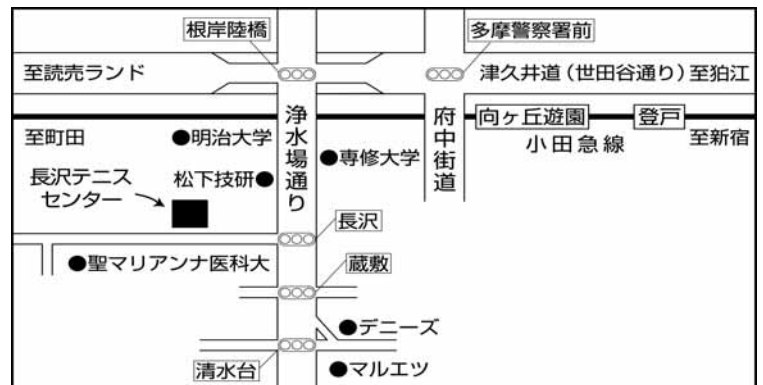 根岸陸橋
多摩警察署前
至読売ランド
津久井道(世田谷通り)至狛江
浄水場通り
府中街道
向ヶ丘遊園
登戸
小田急線
至新宿
至町田
●明治大学
●専修大学
長沢テニス
センター
松下技研●
長沢
●聖マリアンナ医科大
蔵敷
●デニーズ
清水台
●マルエツ